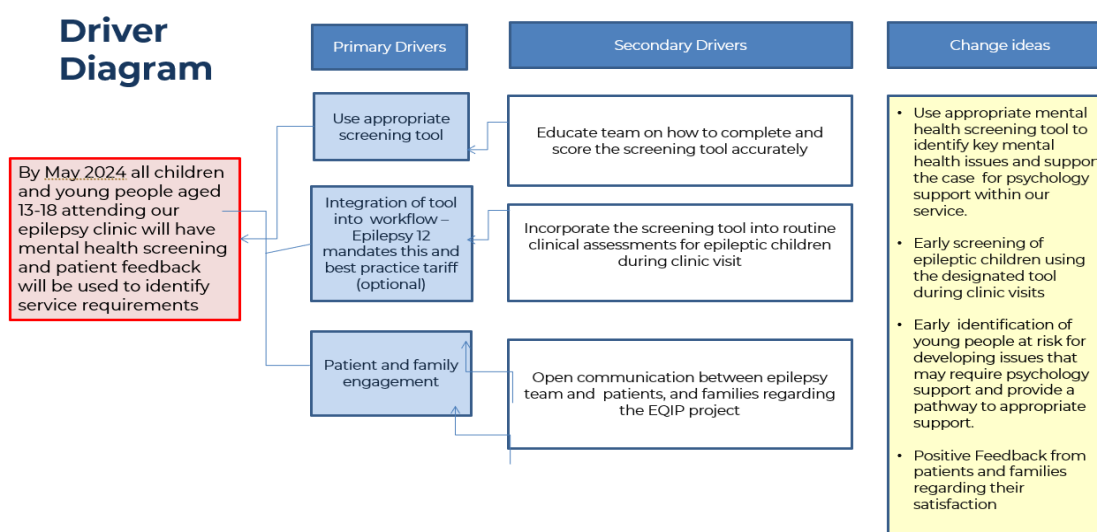 Driver
Diagram
Primary Drivers
Secondary Drivers
Change ideas
By May 2024 all children
and young people aged
13-18 attending our
epilepsy clinic will have
mental health screening
and patient feedback
will be used to identify
service requirements
Use appropriate
screening tool
Integration of tool
into workflow –
Epilepsy 12
mandates this and
best practice tariff
(optional)
Patient and family
engagement
Educate team on how to complete and
score the screening tool accurately
Incorporate the screening tool into routine
clinical assessments for epileptic children
during clinic visit
Open communication between epilepsy
team and patients, and families regarding
the EQIP project
• Use appropriate mental
health screening tool to
identify key mental
health issues and support
the case for psychology
support within our
service.
• Early screening of
epileptic children using
the designated tool
during clinic visits
• Early identification of
young people at risk for
developing issues that
may require psychology
support and provide a
pathway to appropriate
support.
• Positive Feedback from
patients and families
regarding their
satisfaction